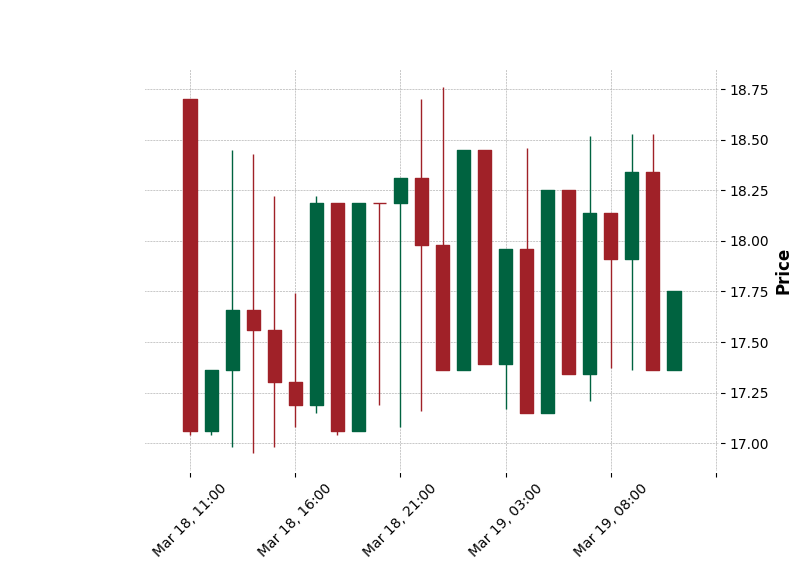 18.75
18.50
18.25
18.00
17.75
17.50
17.25
17.00
Price
Mar 18, 11:00
Mar 18, 16:00
Mar 18, 21:00
Mar 19, 03:00
Mar 19, 08:00